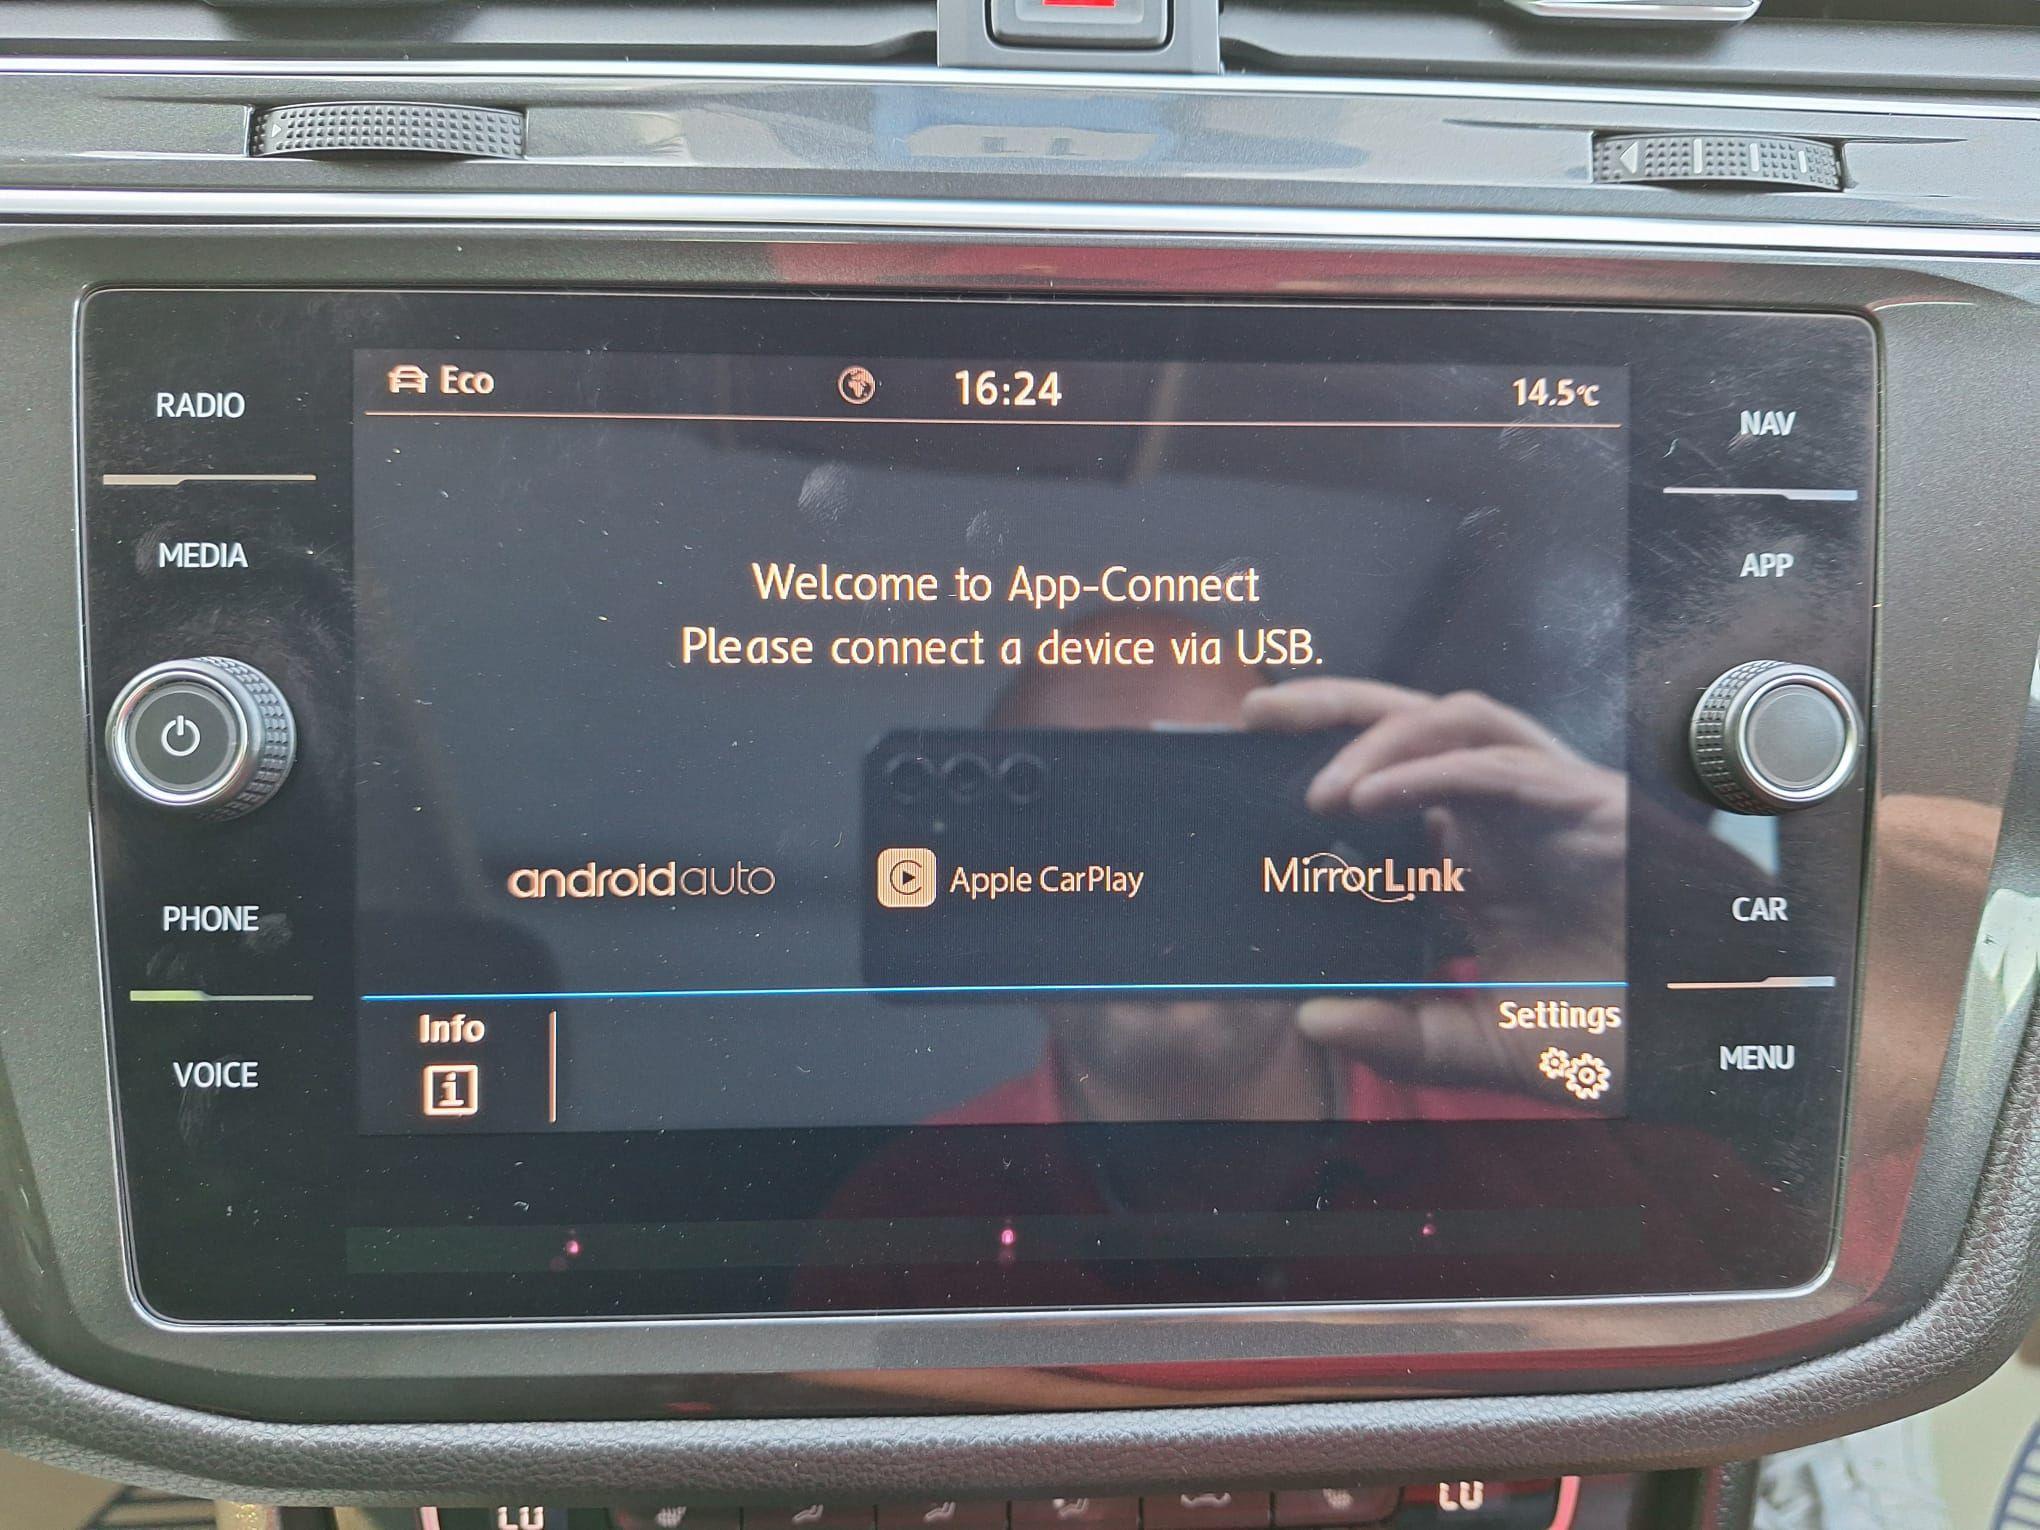 Eco
16:24
14.5°C
RADIO
MEDIA
PHONE
VOICE
NAV
APP
CAR
MENU
Welcome to App-Connect
Please connect a device via USB.
androidauto
Apple CarPlay
MirrorLink
Info
i
Settings